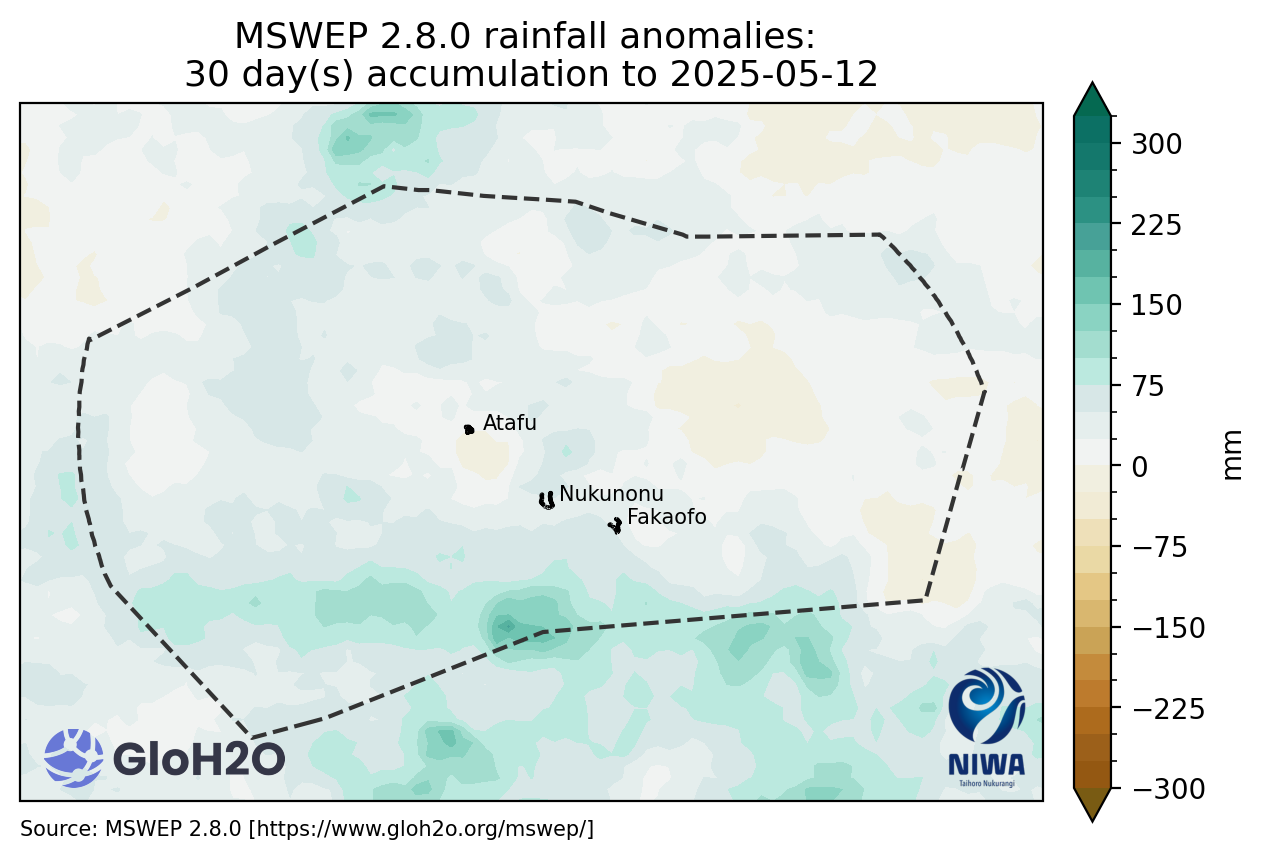 MSWEP 2.8.0 rainfall anomalies:
30 day(s) accumulation to 2025-05-12
300
225
150
75
0
−75
−150
−225
−300
mm
Atafu
Nukunonu
Fakaofo
GloH2O
NIWA
Taihoro Nukurangi
Source: MSWEP 2.8.0 [https://www.gloh2o.org/mswep/]